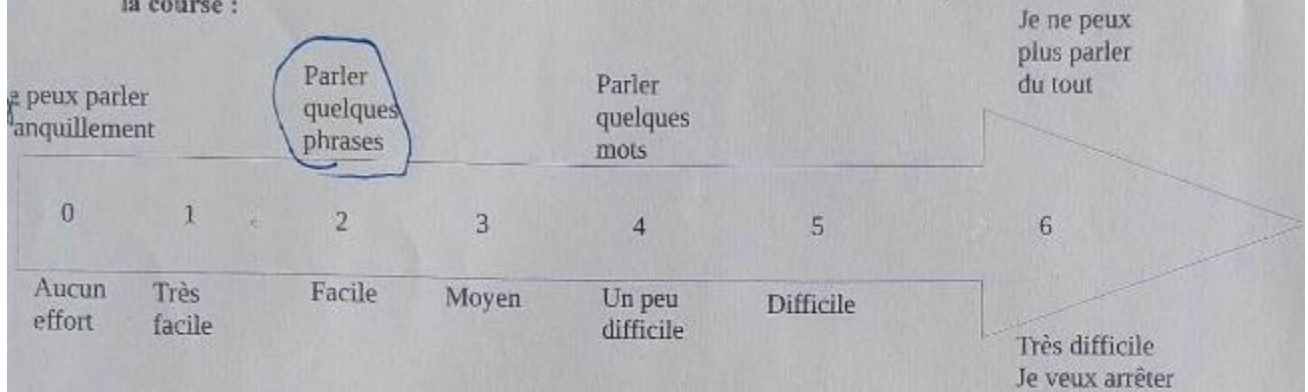 la course :
Je ne peux
plus parler
du tout
peux parler
anquillement
Parler
quelques
phrases
Parler
quelques
mots
0 1 2 3 4 5 6
Aucun
effort
Très
facile
Facile
Moyen
Un peu
difficile
Difficile
Très difficile
Je veux arrêter